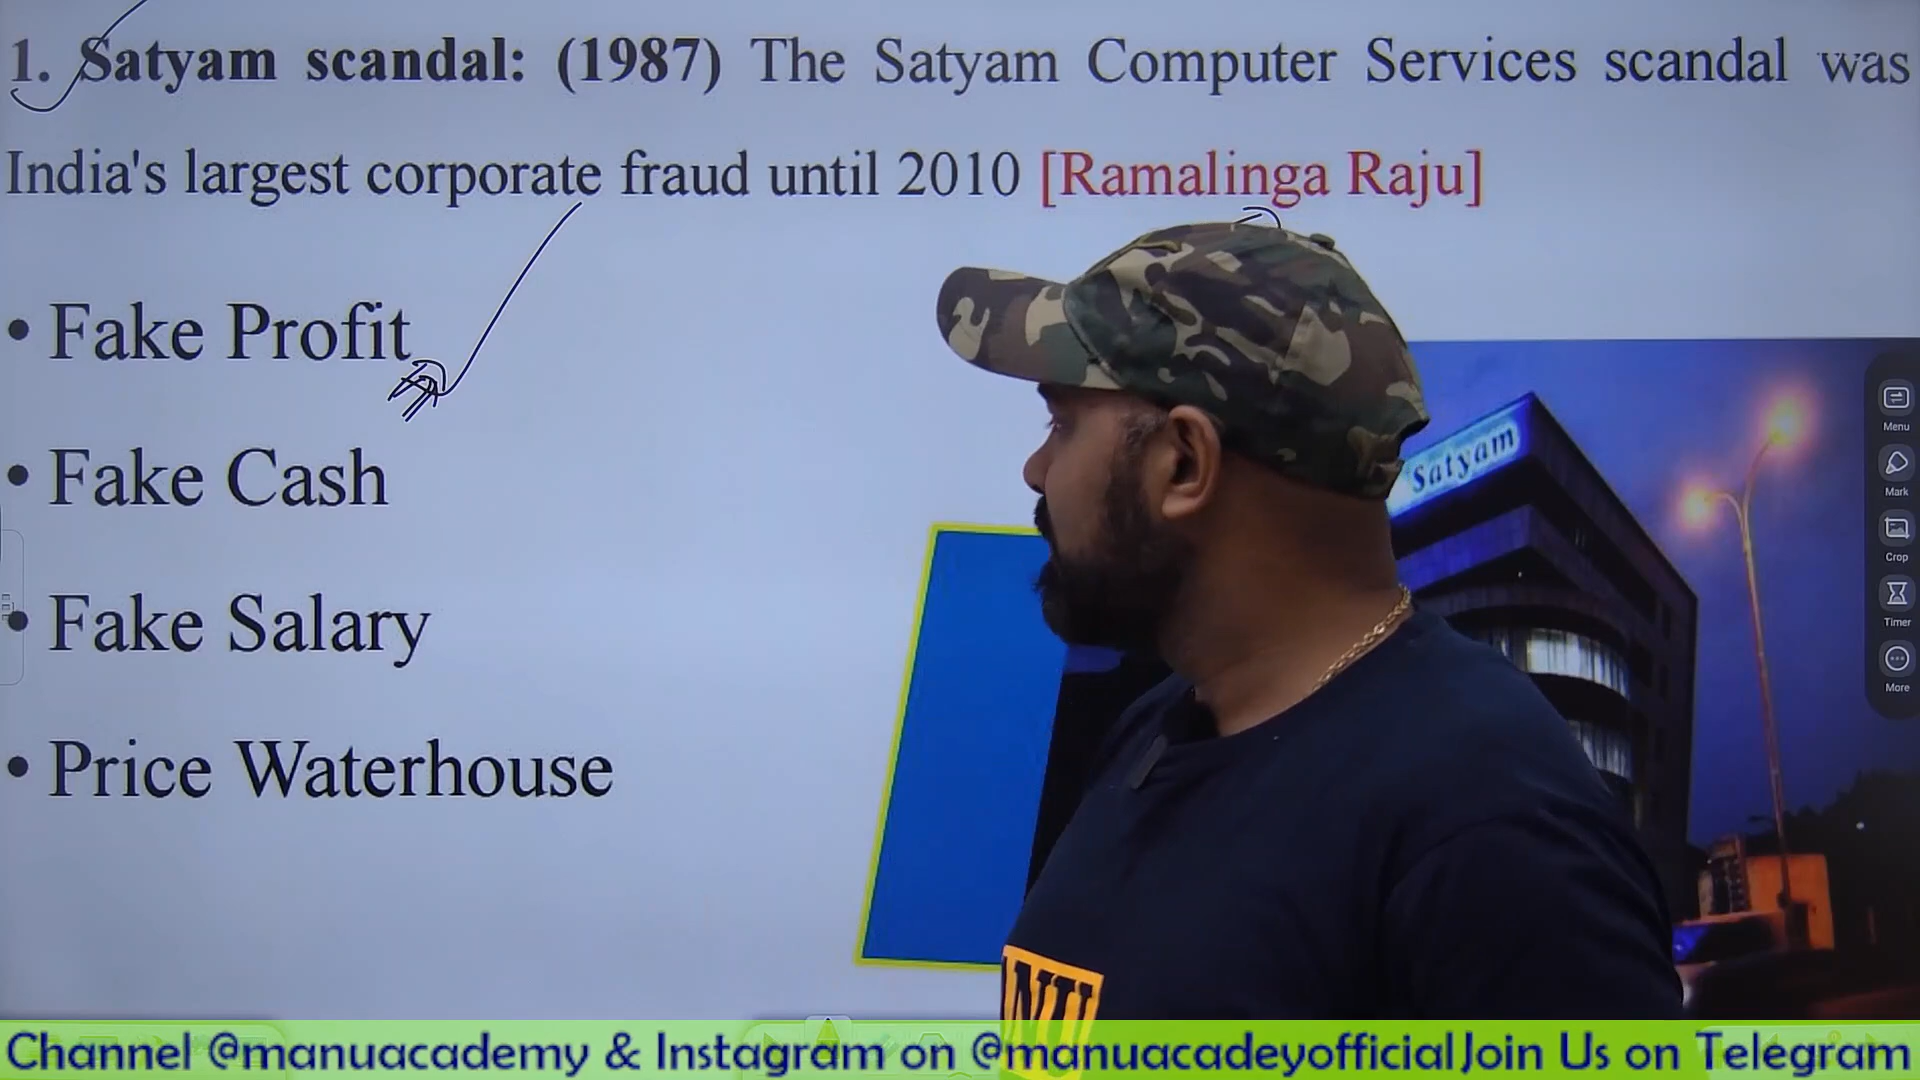 1. Satyam scandal: (1987) The Satyam Computer Services scandal was
India's largest corporate fraud until 2010 [Ramalinga Raju]
• Fake Profit
• Fake Cash
• Fake Salary
• Price Waterhouse
Satyam
Menu
Mark
Crop
Timer
More
NU
Channel @manuacademy & Instagram on @manuacadeyofficial Join Us on Telegram